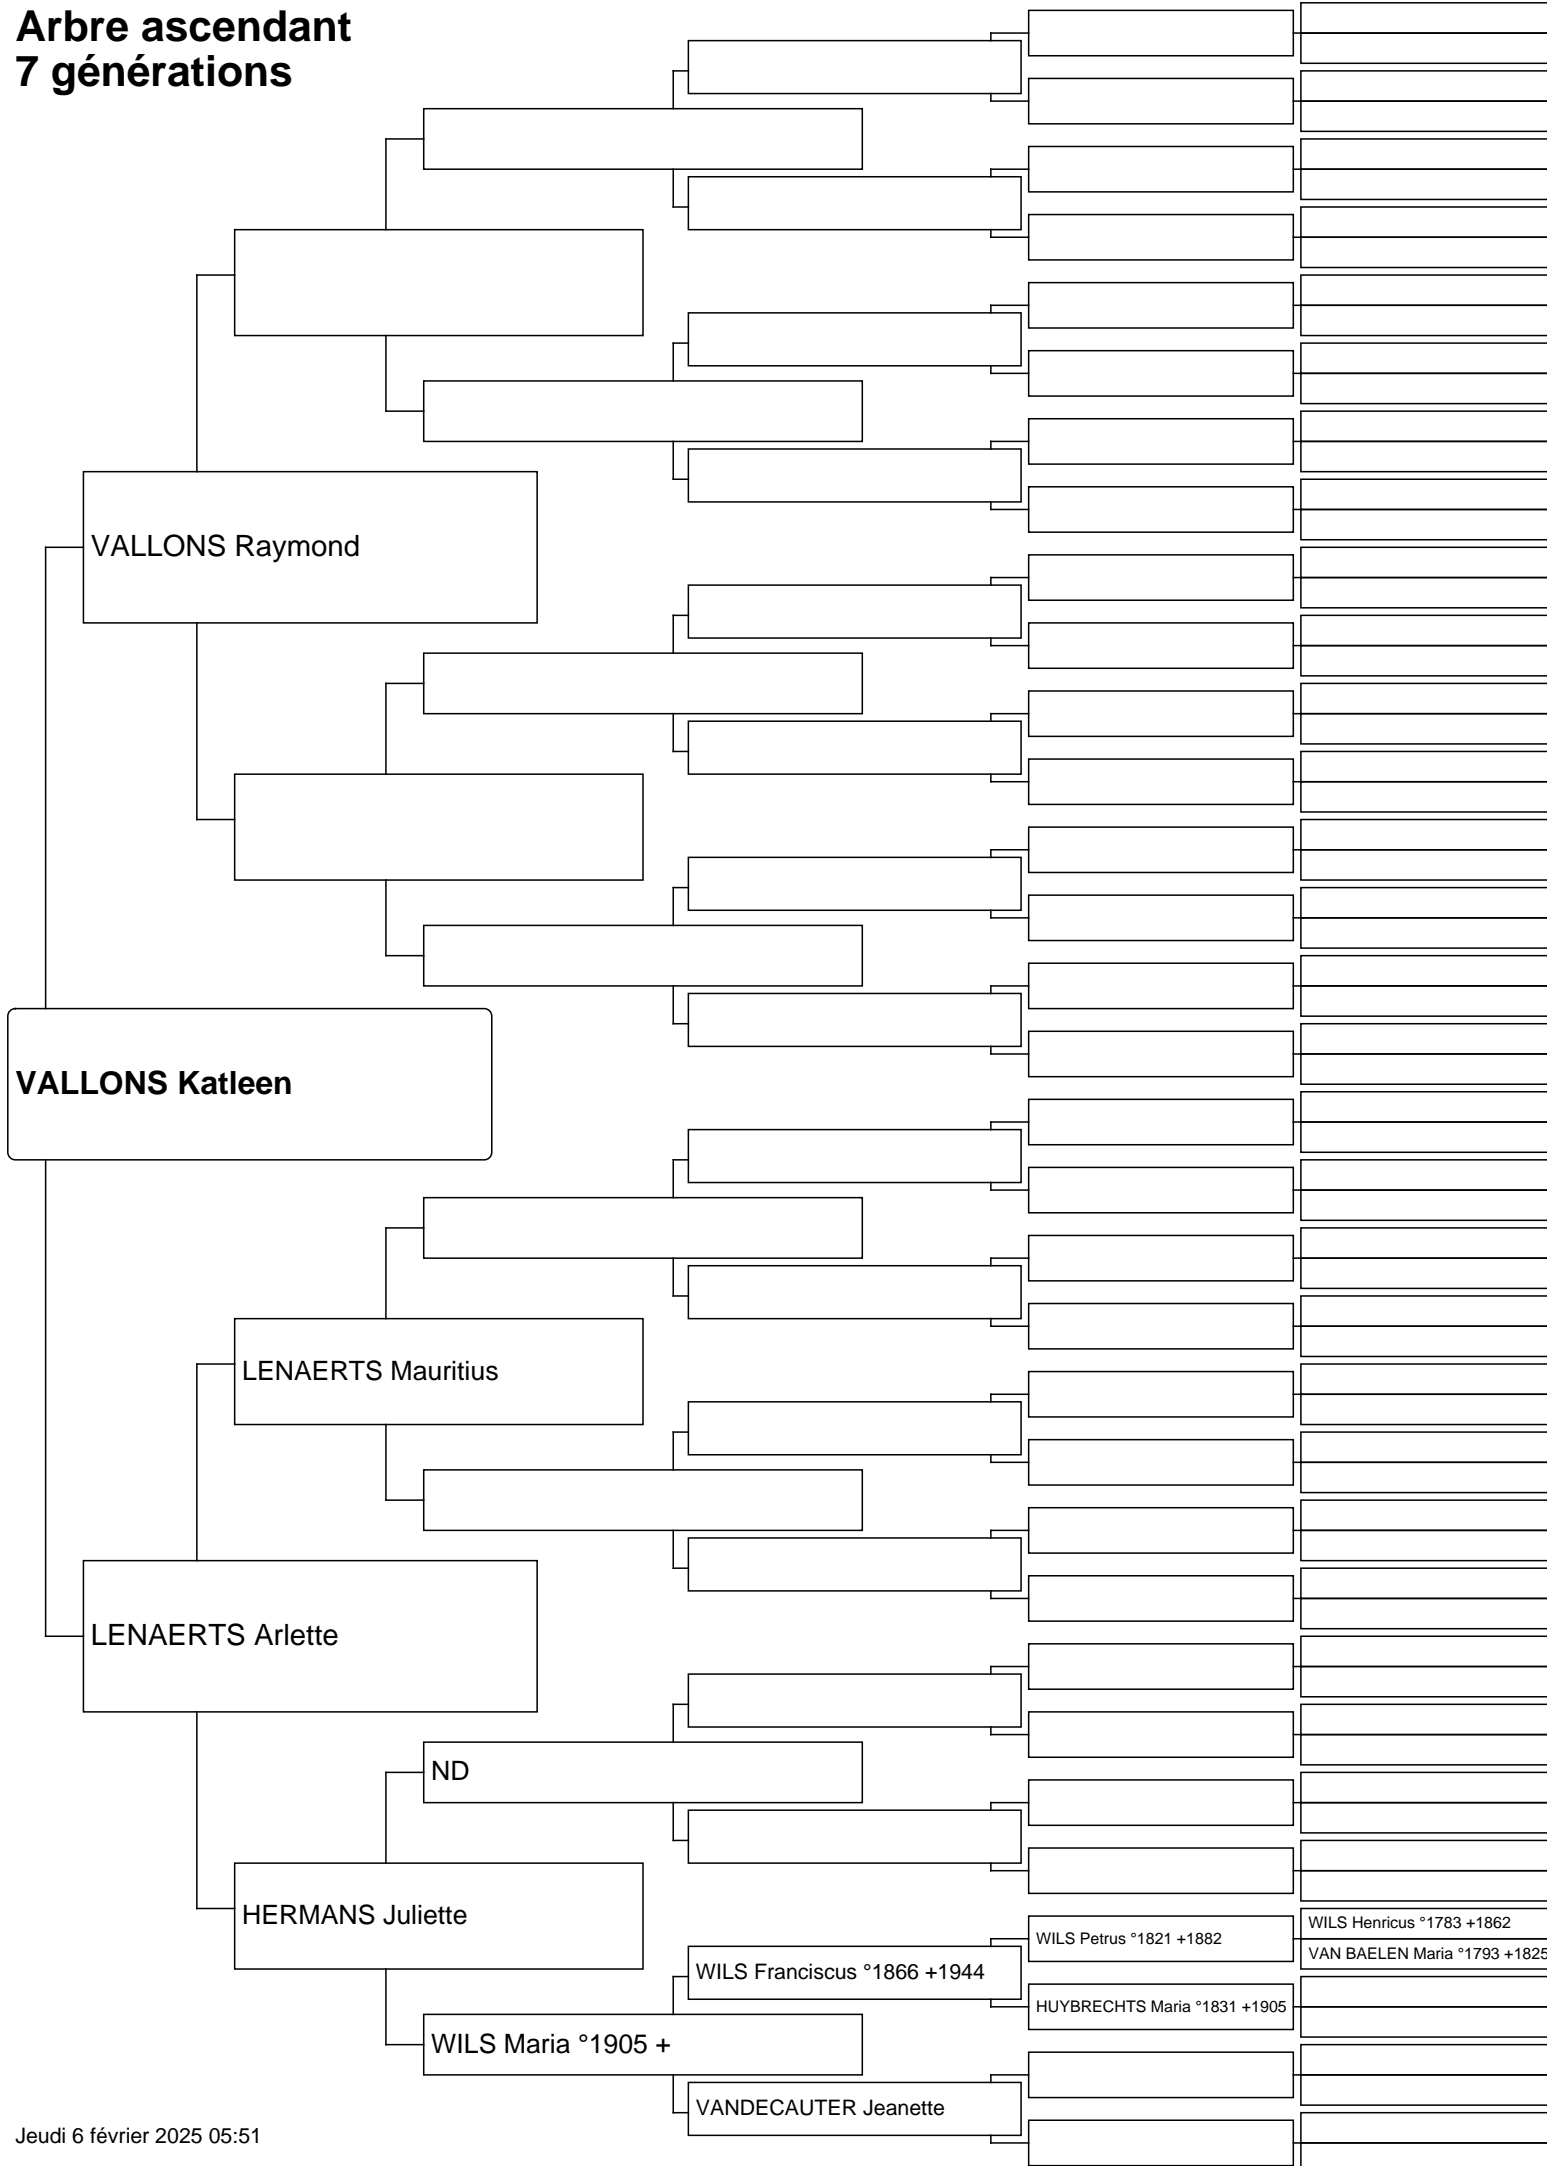 Arbre ascendant
7 générations
VALLONS Raymond
VALLONS Katleen
LENAERTS Mauritius
LENAERTS Arlette
ND
HERMANS Juliette
WILS Henricus °1783 +1862
WILS Petrus °1821 +1882
VAN BAELEN Maria °1793 +1825
WILS Franciscus °1866 +1944
HUYBRECHTS Maria °1831 +1905
WILS Maria °1905 +
VANDECAUTER Jeanette
Jeudi 6 février 2025 05:51